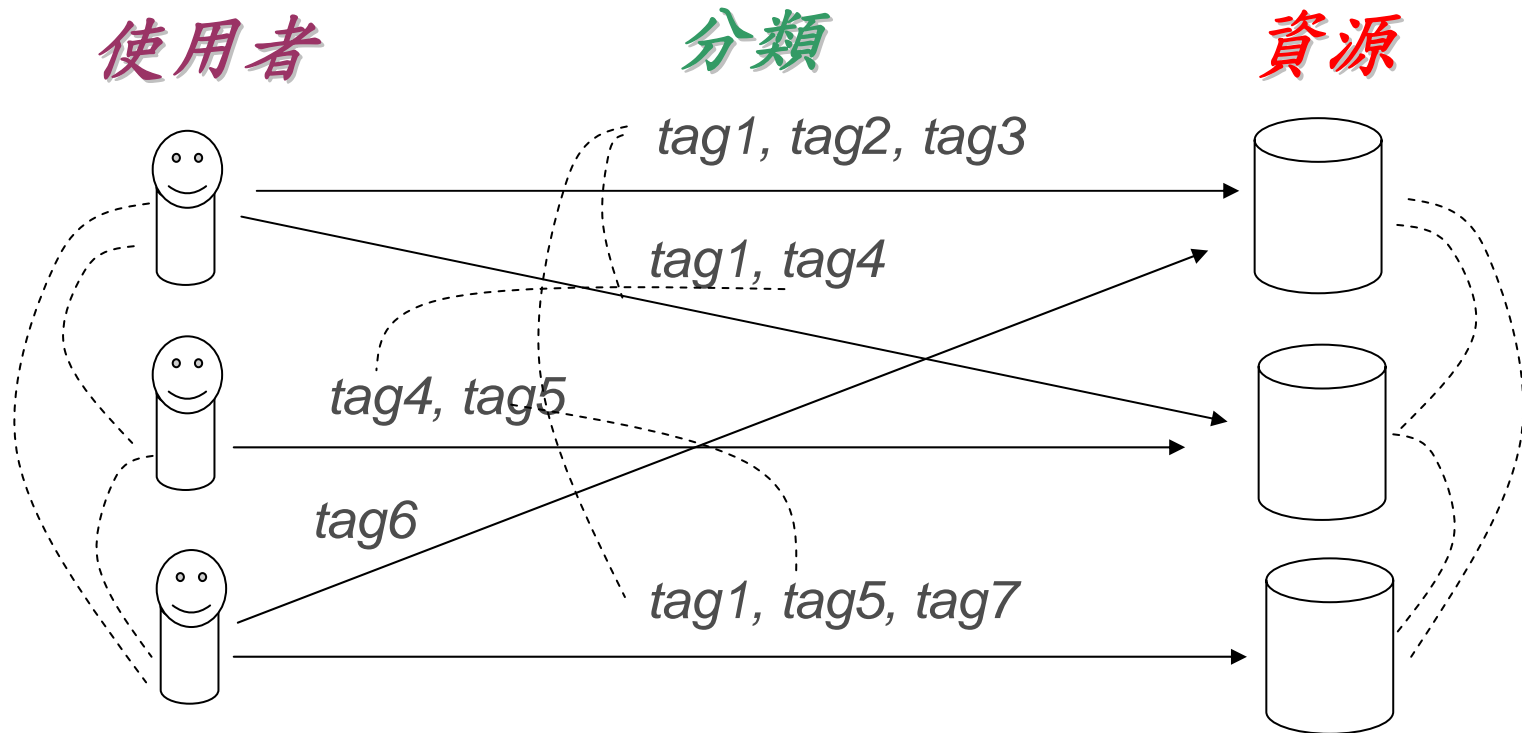 使用者 分類 資源
tag1, tag2, tag3
tag1, tag4
tag4, tag5
tag6
tag1, tag5, tag7